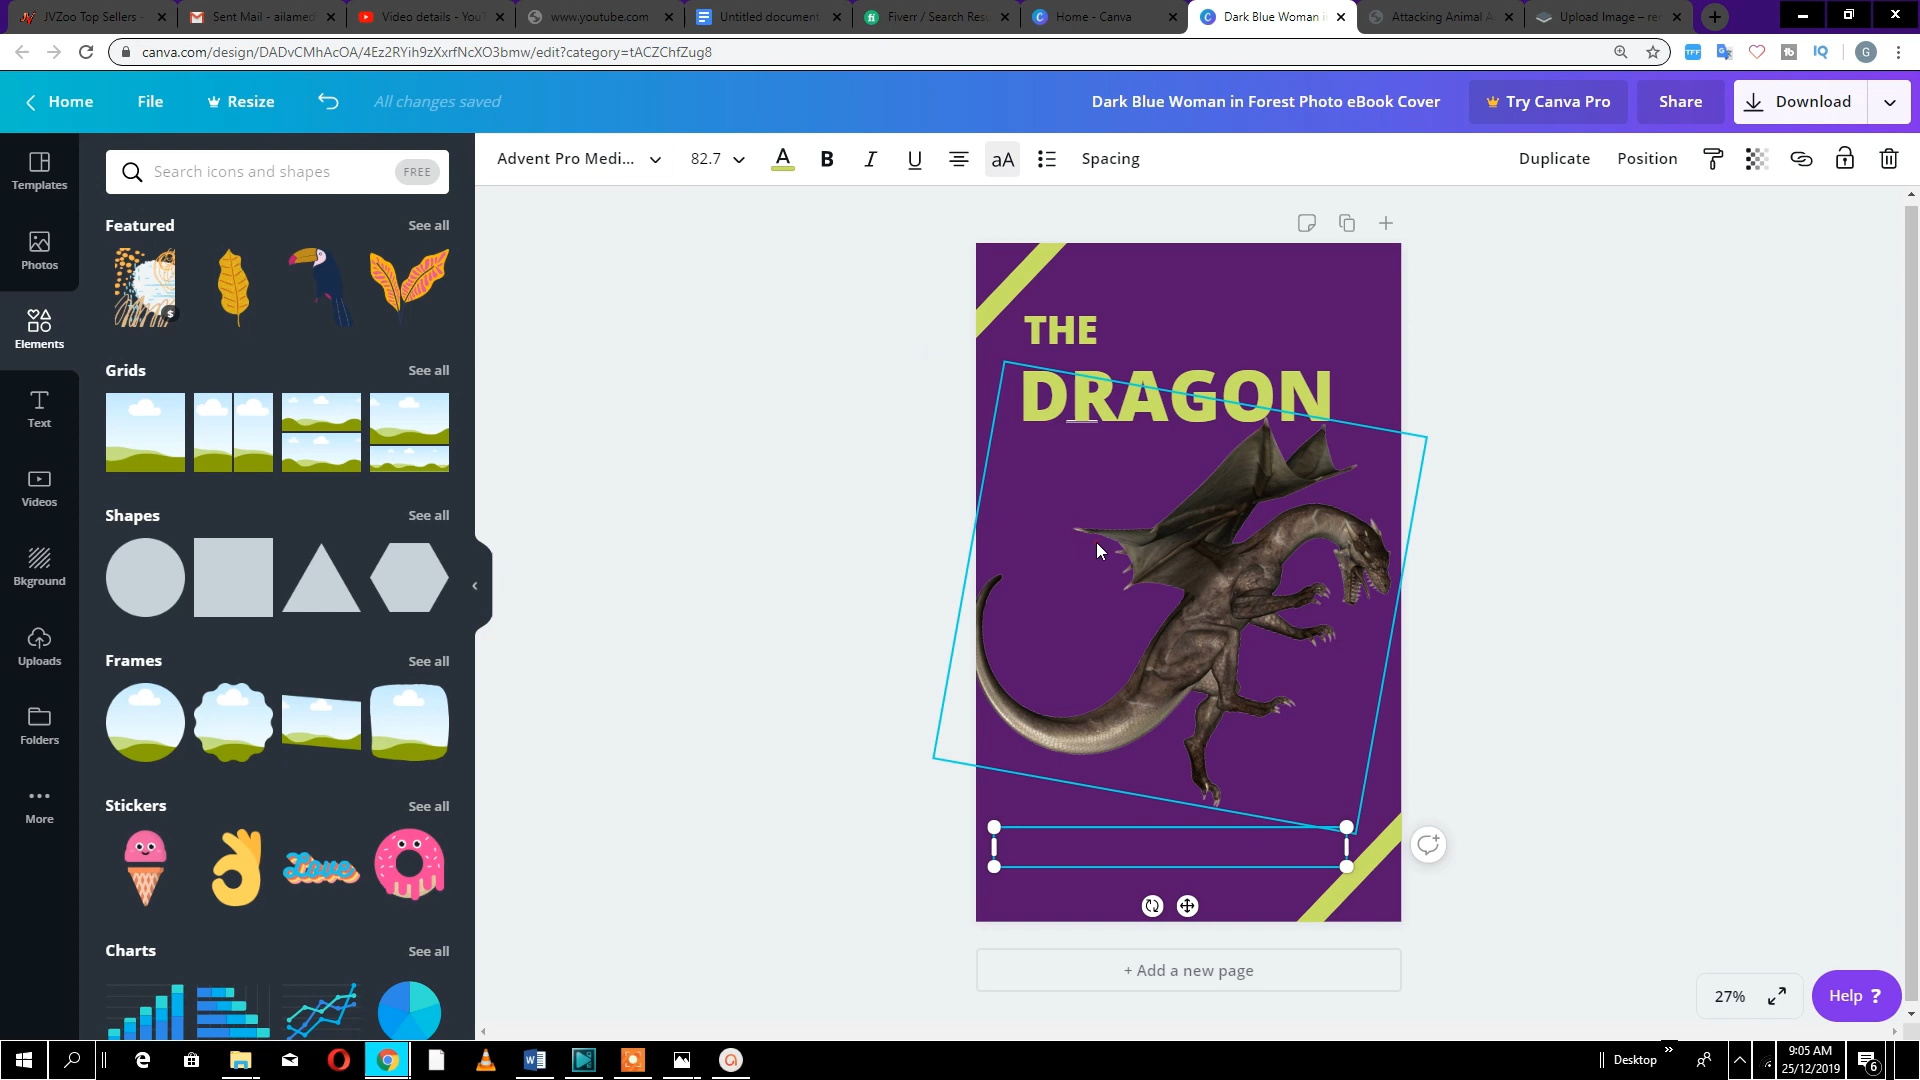 JVZoo Top Sellers -
Sent Mail - ailamed
Video details - YouT
www.youtube.com
Untitled document
Fiverr / Search Resu
Home - Canva
Dark Blue Woman i
Attacking Animal A
Upload Image – re
canva.com/design/DADvCMhAcOA/4Ez2RYih9zXxrfNcXO3bmw/edit?category=tACZChfZug8
TFF
tb
IQ
G
Home
File
Resize
All changes saved
Dark Blue Woman in Forest Photo eBook Cover
Try Canva Pro
Share
Download
Templates
Photos
Elements
Text
Videos
Bkground
Uploads
Folders
More
Search icons and shapes
FREE
Advent Pro Medi...
82.7
A
B
I
U
aA
Spacing
Duplicate
Position
Featured
See all
$
Grids
See all
Shapes
See all
Frames
See all
Stickers
See all
Love
Charts
See all
THE
DRAGON
+ Add a new page
27%
Help ?
Desktop
9:05 AM
25/12/2019
6